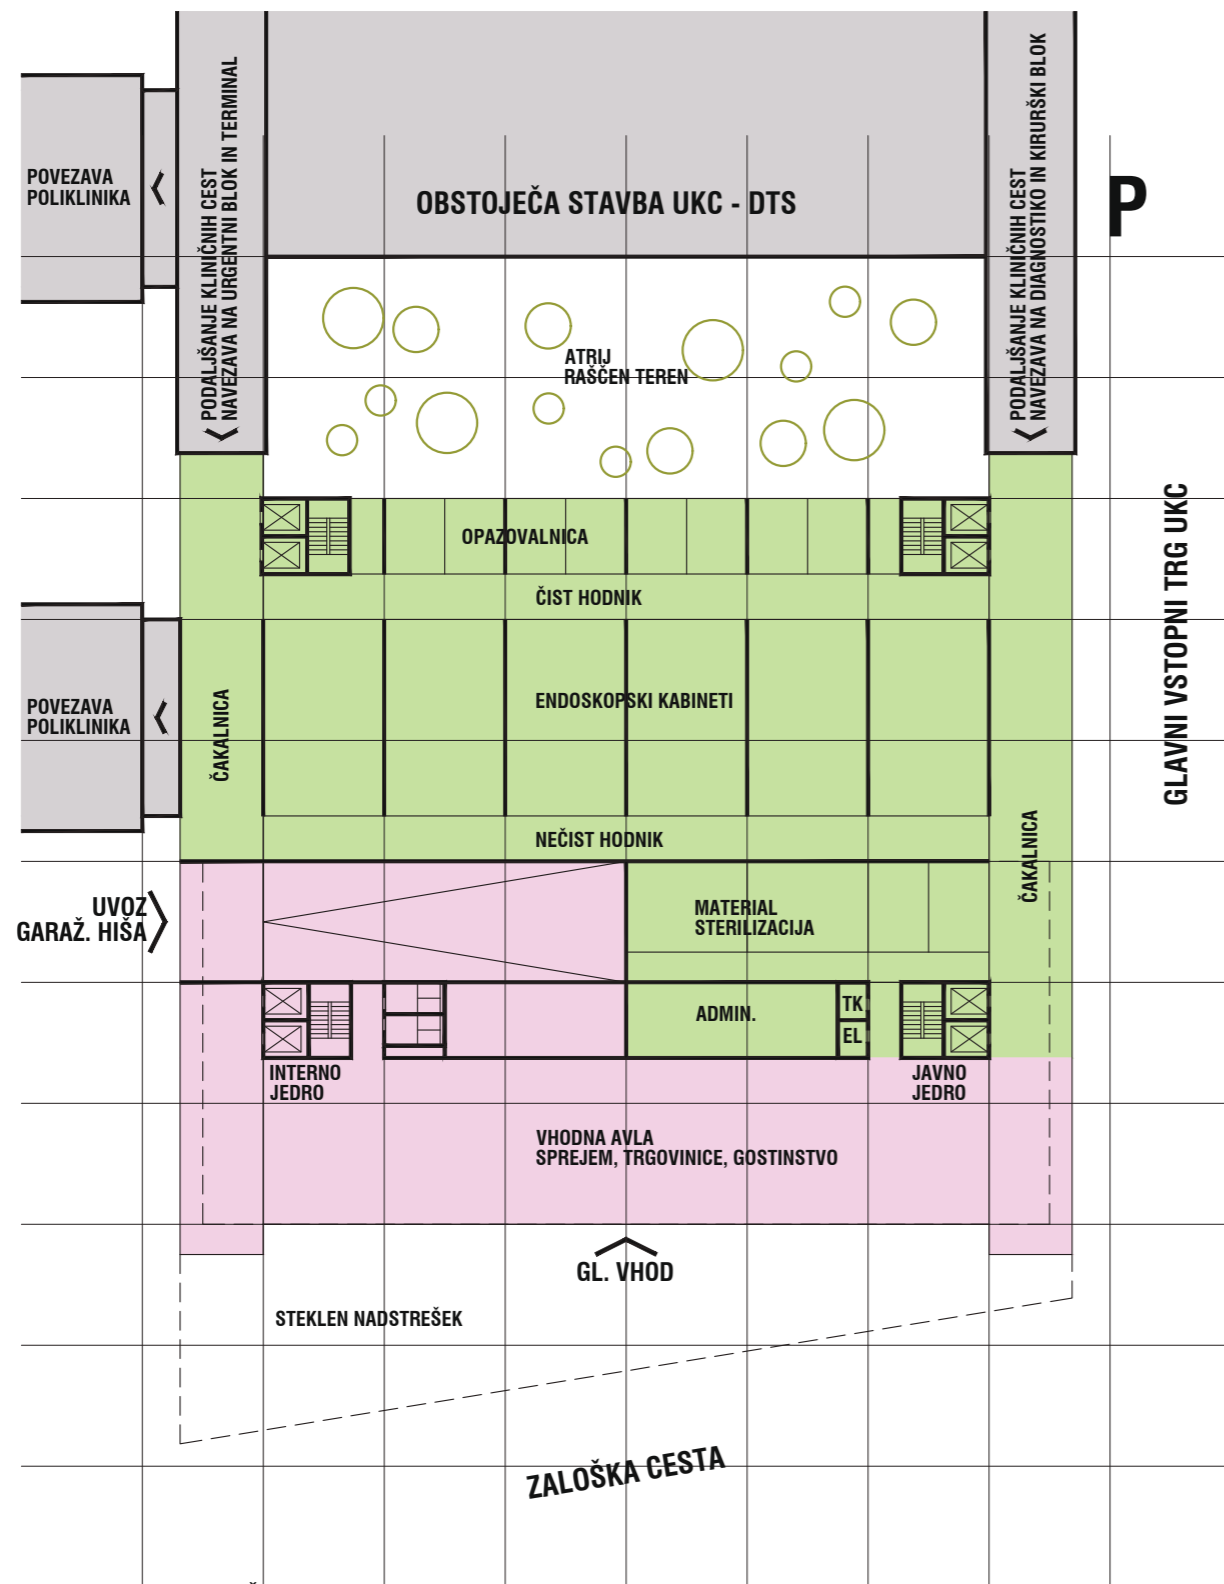 PODALJŠANJE KLINIČNIH CEST
NAVEZAVA NA URGENTNI BLOK IN TERMINAL
PODALJŠANJE KLINIČNIH CEST
NAVEZAVA NA DIAGNOSTIKO IN KIRURŠKI BLOK
POVEZAVA
POLIKLINIKA
OBSTOJEČA STAVBA UKC - DTS
P
ATRIJ
RAŠČEN TEREN
GLAVNI VSTOPNI TRG UKC
OPAZOVALNICA
ČIST HODNIK
POVEZAVA
POLIKLINIKA
ČAKALNICA
ENDOSKOPSKI KABINETI
NEČIST HODNIK
ČAKALNICA
UVOZ
GARAŽ. HIŠA
MATERIAL
STERILIZACIJA
ADMIN.
TK
EL
INTERNO
JEDRO
JAVNO
JEDRO
VHODNA AVLA
SPREJEM, TRGOVINICE, GOSTINSTVO
GL. VHOD
STEKLEN NADSTREŠEK
ZALOŠKA CESTA